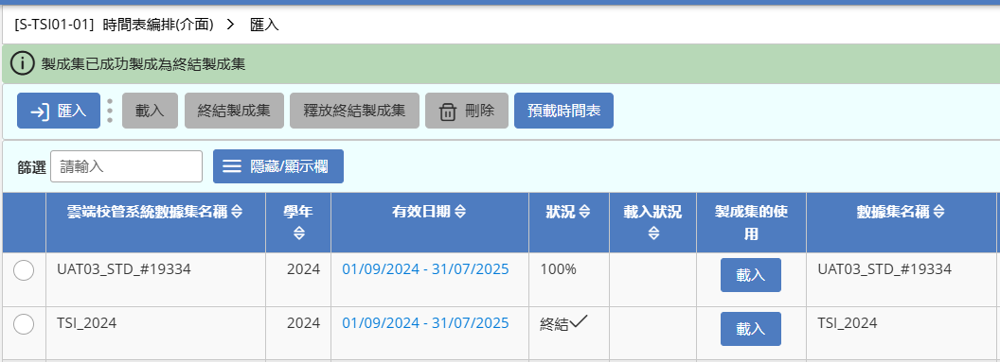 [S-TSI01-01] 時間表編排(介面) > 匯入
製成集已成功製成為終結製成集
匯入 載入 終結製成集 釋放終結製成集 刪除 預載時間表
篩選 請輸入 隱藏/顯示欄
雲端校管系統數據集名稱 學年 有效日期 狀況 載入狀況 製成集的使用 數據集名稱
UAT03_STD_#19334 2024 01/09/2024 - 31/07/2025 100% 載入 UAT03_STD_#19334
TSI_2024 2024 01/09/2024 - 31/07/2025 終結 載入 TSI_2024